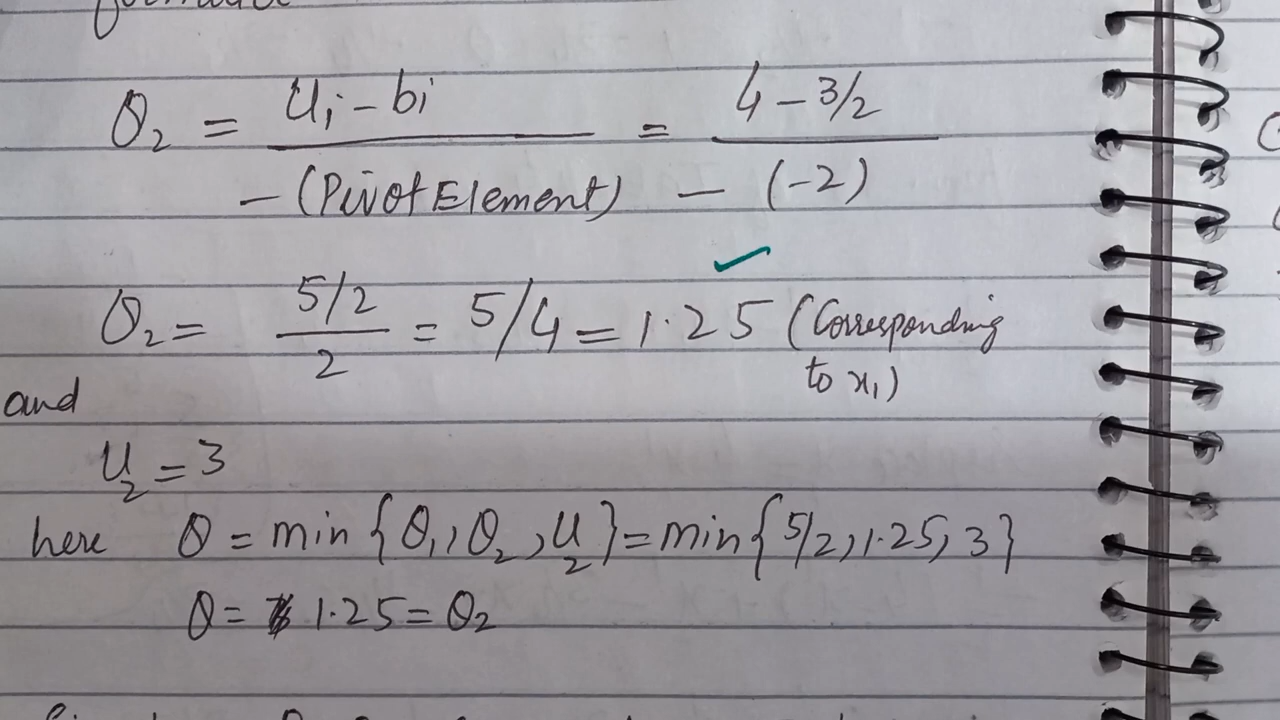 θ₂ = (Ui - bi) / -(Pivot Element) = (4 - 3/2) / -(-2)
θ₂ = (5/2) / 2 = 5/4 = 1.25 (Corresponding
to x₁)
and
U₂ = 3
here θ = min {θ₁, θ₂, U₂} = min {5/2, 1.25, 3}
θ = 1.25 = θ₂